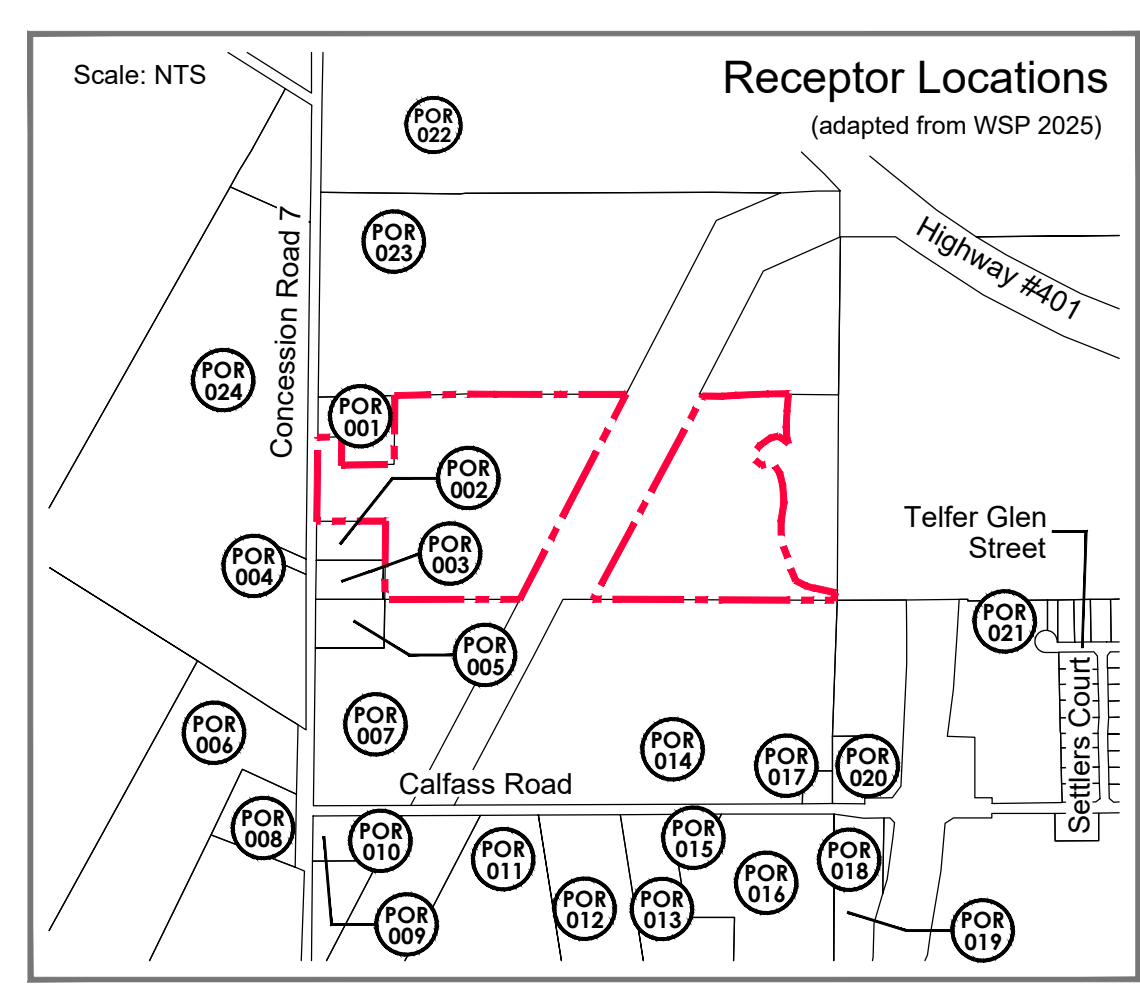 Scale: NTS
Receptor Locations
(adapted from WSP 2025)
POR
022
POR
023
Concession Road 7
Highway #401
POR
024
POR
001
POR
002
POR
003
POR
004
Telfer Glen
Street
POR
021
POR
005
POR
006
POR
007
POR
014
POR
017
POR
020
Settlers Court
Calfass Road
POR
008
POR
010
POR
011
POR
015
POR
016
POR
018
POR
009
POR
012
POR
013
POR
019